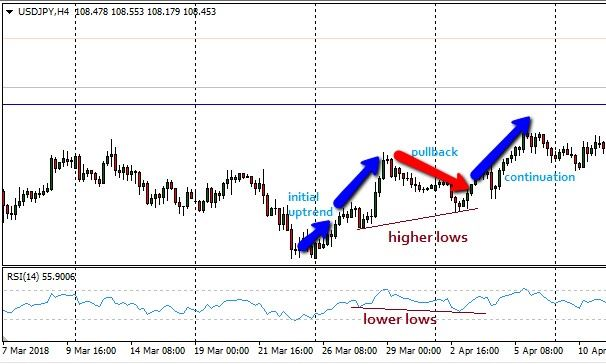 USDJPY,H4 108.478 108.553 108.179 108.453
pullback
initial
uptrend
continuation
higher lows
RSI(14) 55.9006
lower lows
7 Mar 2018 9 Mar 16:00 14 Mar 08:00 19 Mar 00:00 21 Mar 16:00 26 Mar 08:00 29 Mar 00:00 2 Apr 16:00 5 Apr 08:00 10 Apr